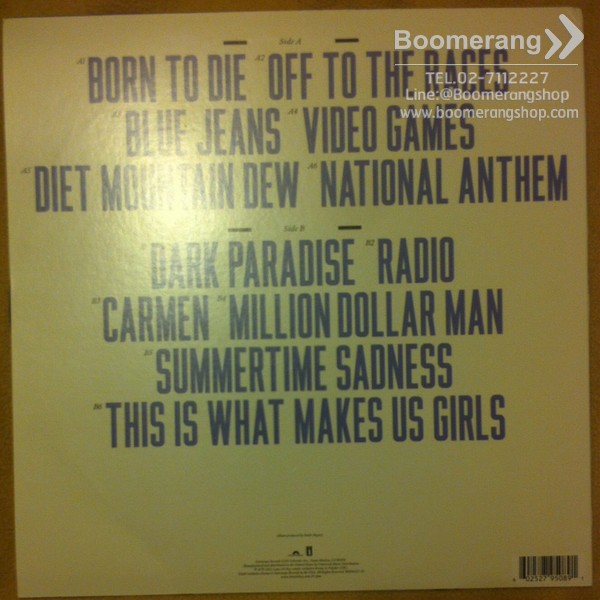 Boomerang
TEL.02-7112227
Line:@Boomerangshop
www.boomerangshop.com
Side A
A1 BORN TO DIE A2 OFF TO THE RACES
A3 BLUE JEANS A4 VIDEO GAMES
A5 DIET MOUNTAIN DEW A6 NATIONAL ANTHEM
Side B
DARK PARADISE B2 RADIO
B3 CARMEN B4 MILLION DOLLAR MAN
B5 SUMMERTIME SADNESS
B6 THIS IS WHAT MAKES US GIRLS